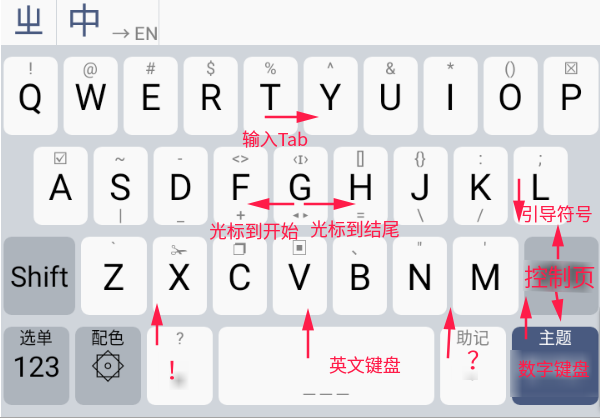 㞢 中 → EN
! @ # $ % ^ & * ()
Q W E R T Y U I O P
输入Tab
~ - <> ‹I› [] {} : ;
A S D F G H J K L
| _ + = \ /
光标到开始 光标到结尾 引导符号
` 、 " '
Shift Z X C V B N M 控制页
选单 配色 ? 助记 主题
123 ! 英文键盘 ? 数字键盘